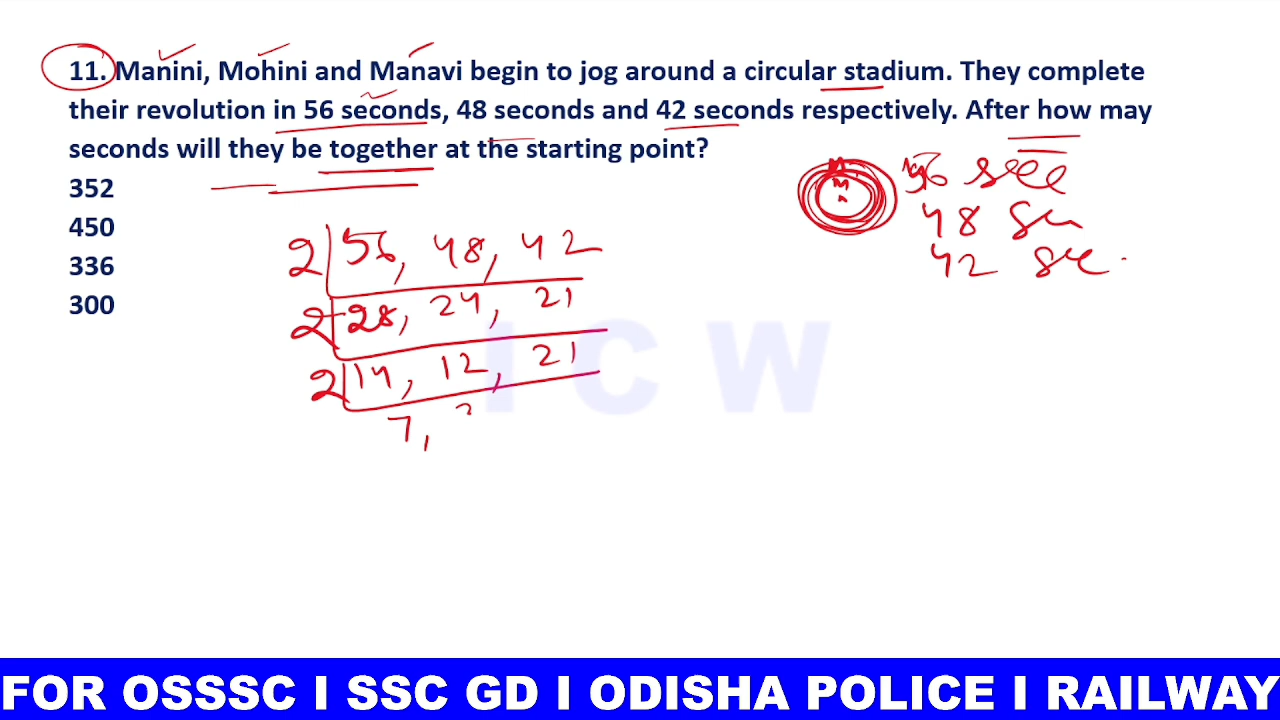 11. Manini, Mohini and Manavi begin to jog around a circular stadium. They complete
their revolution in 56 seconds, 48 seconds and 42 seconds respectively. After how may
seconds will they be together at the starting point?
352
450
336
300
56 sec
48 sec
42 sec.
2 56, 48, 42
2 28, 24, 21
2 14, 12, 21
7,
I C W
FOR OSSSC I SSC GD I ODISHA POLICE I RAILWAY